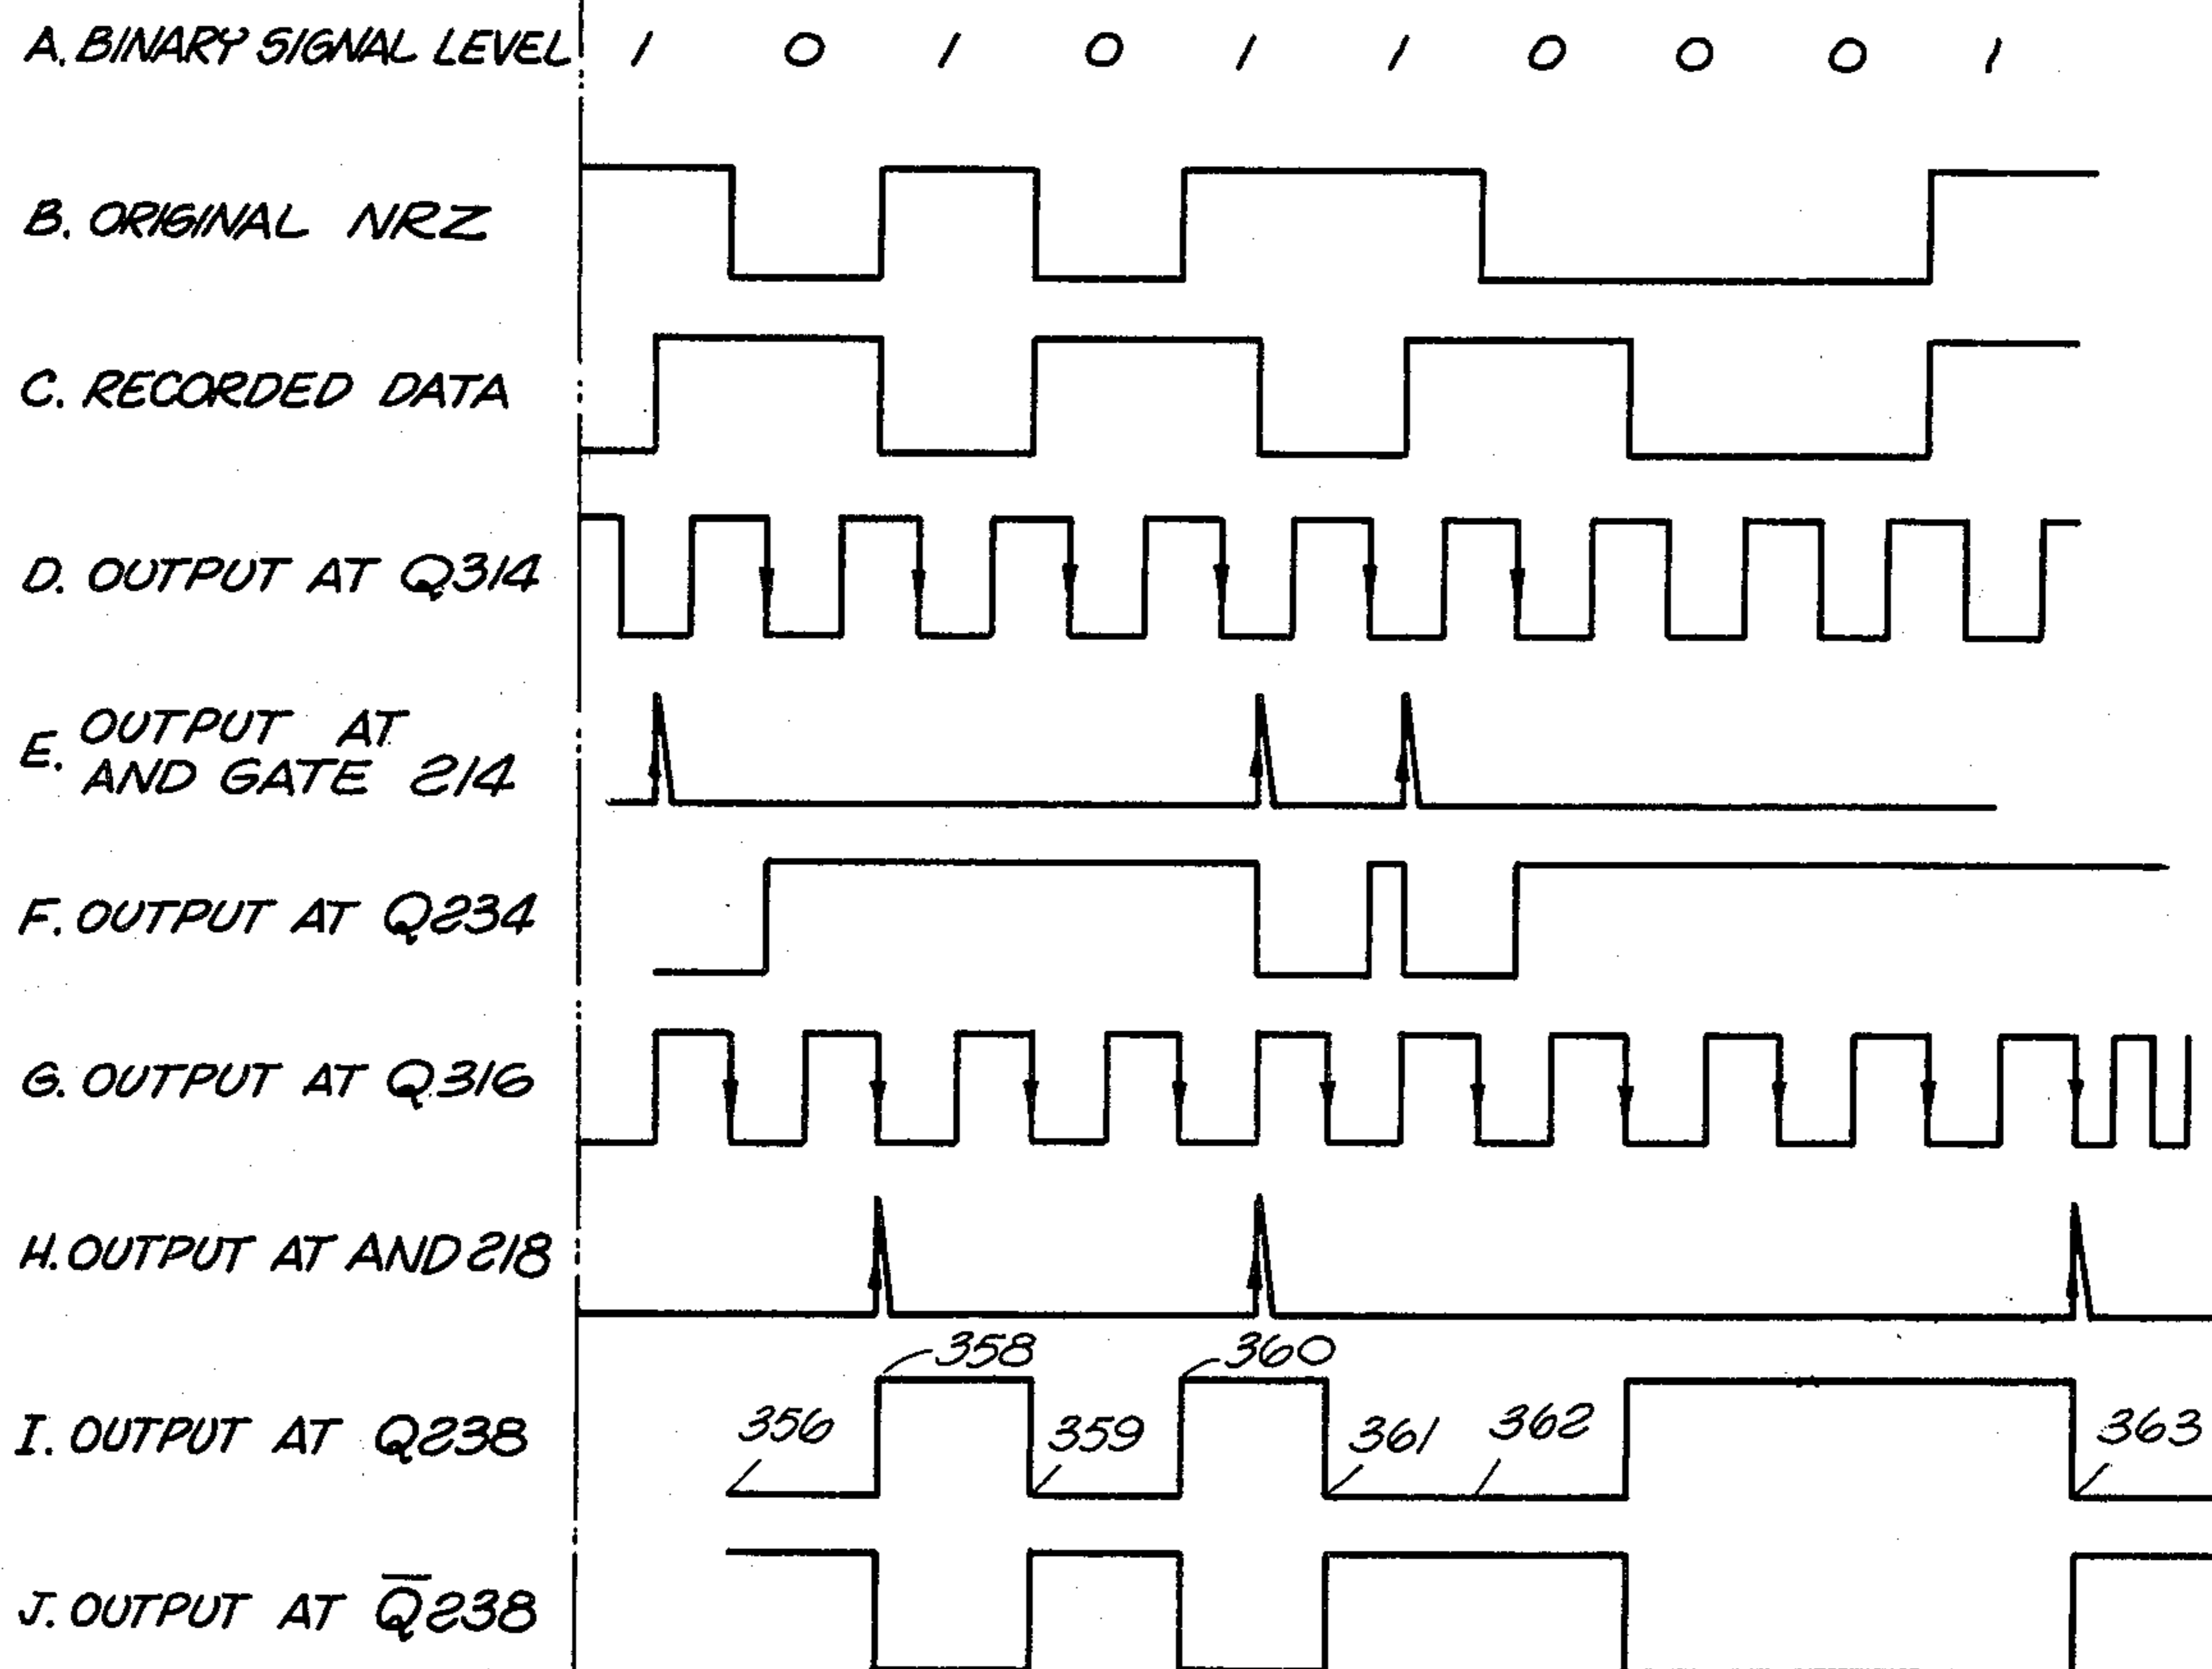 A. BINARY SIGNAL LEVEL 1 0 1 0 1 1 0 0 0 1
B. ORIGINAL NRZ
C. RECORDED DATA
D. OUTPUT AT Q314
E. OUTPUT AT
AND GATE 214
F. OUTPUT AT Q234
G. OUTPUT AT Q316
H. OUTPUT AT AND 218
358 360
I. OUTPUT AT Q238 356 359 361 362 363
J. OUTPUT AT Q̅238